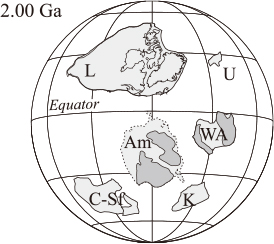 2.00 Ga
L
U
Equator
Am
WA
C-Sf
K